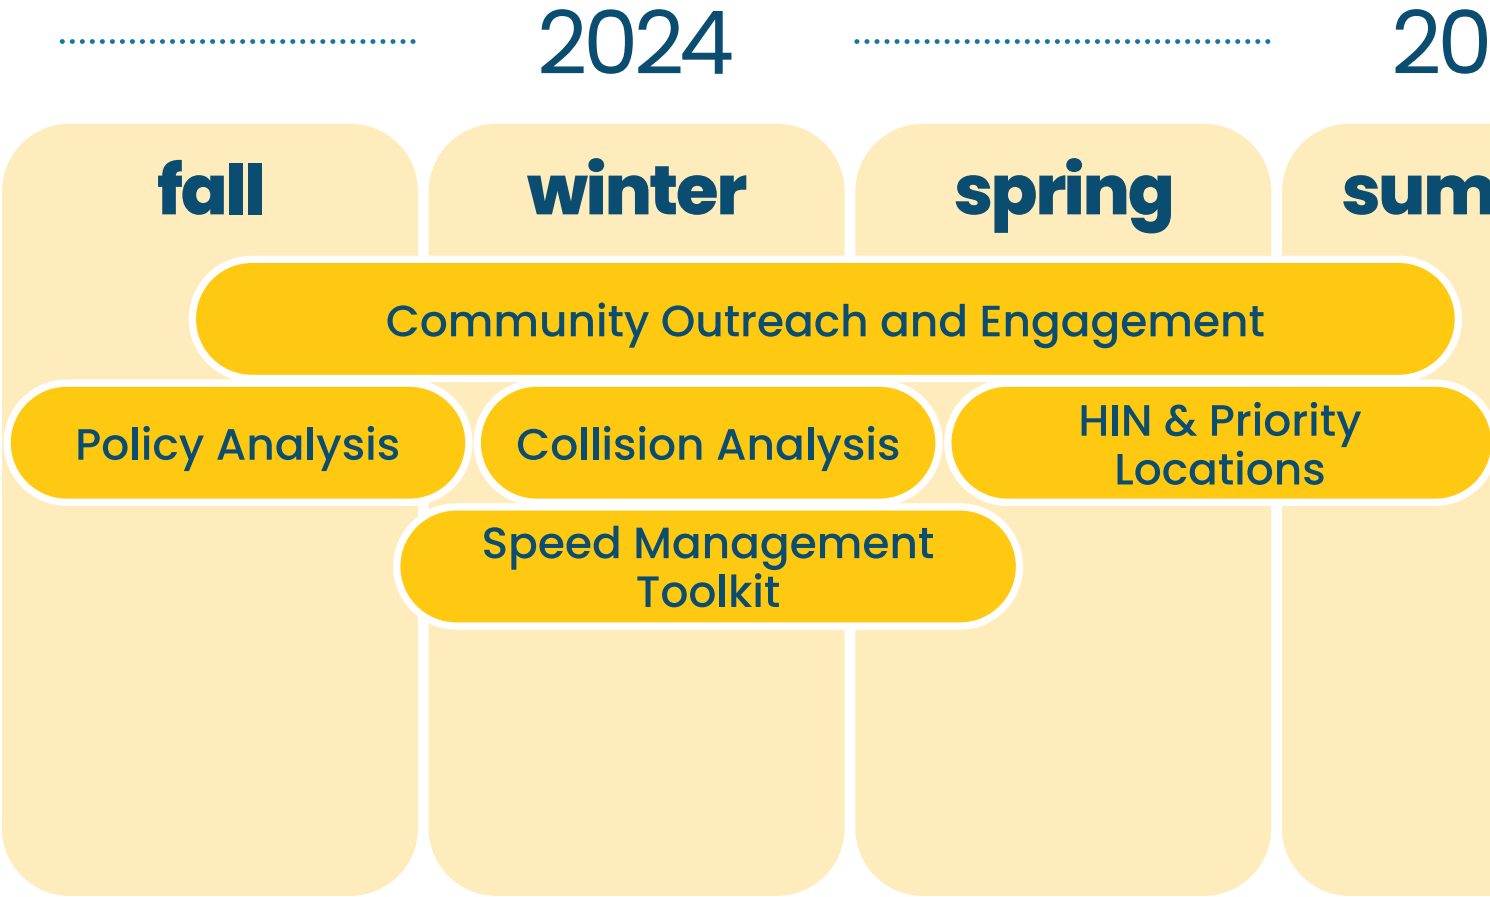 2024
20
fall
winter
spring
sum
Community Outreach and Engagement
Policy Analysis
Collision Analysis
HIN & Priority
Locations
Speed Management
Toolkit